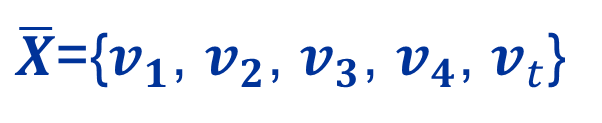 X̅={v₁, v₂, v₃, v₄, vₜ}